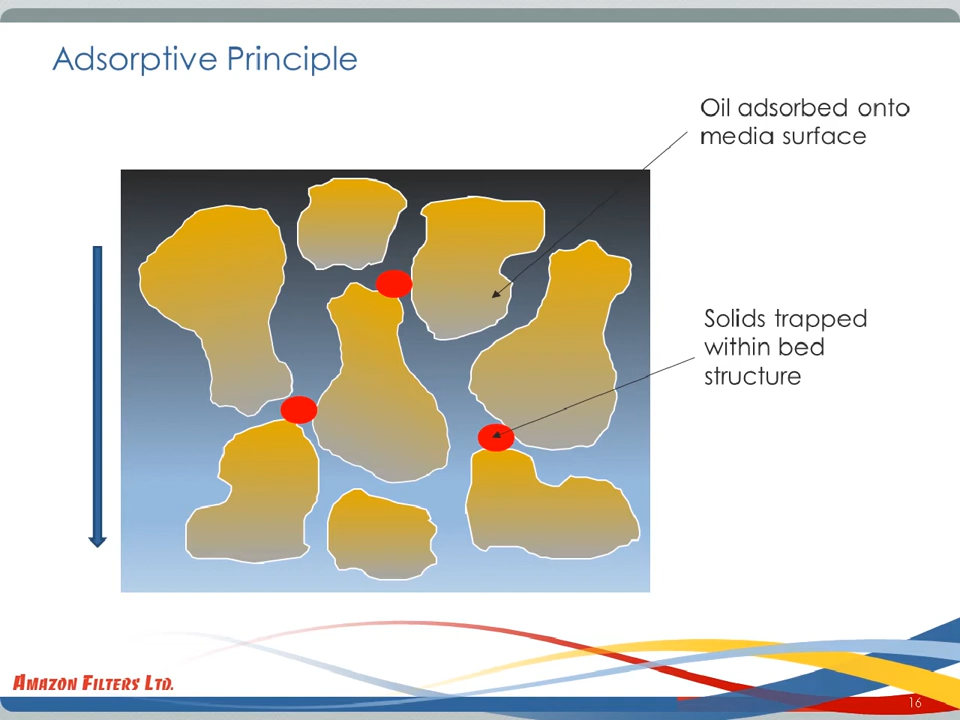 Adsorptive Principle
Oil adsorbed onto
media surface
Solids trapped
within bed
structure
AMAZON FILTERS LTD.
16